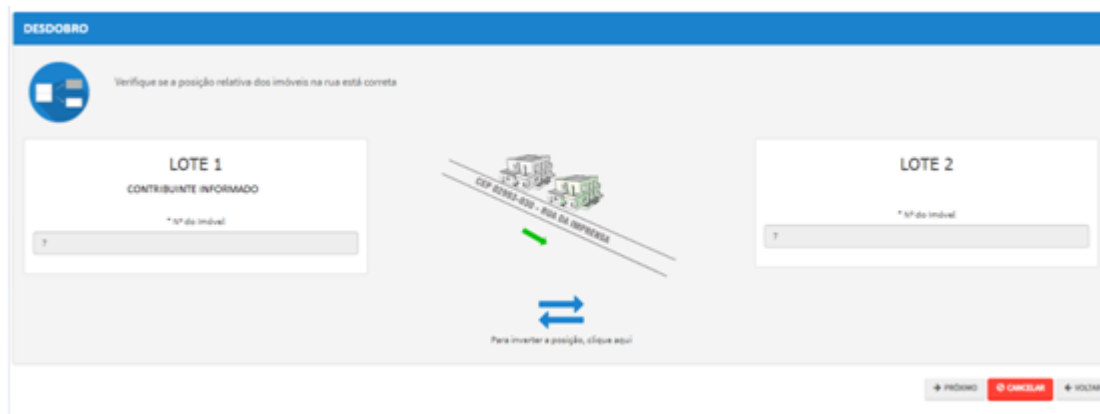 DESDOBRO
Verifique se a posição relativa dos imóveis na rua está correta
LOTE 1
CONTRIBUINTE INFORMADO
* Nº do Imóvel
7
CEP 02993-030 - RUA DA IMPRENSA
LOTE 2
* Nº do Imóvel
7
Para inverter a posição, clique aqui
PRÓXIMO
CANCELAR
VOLTAR